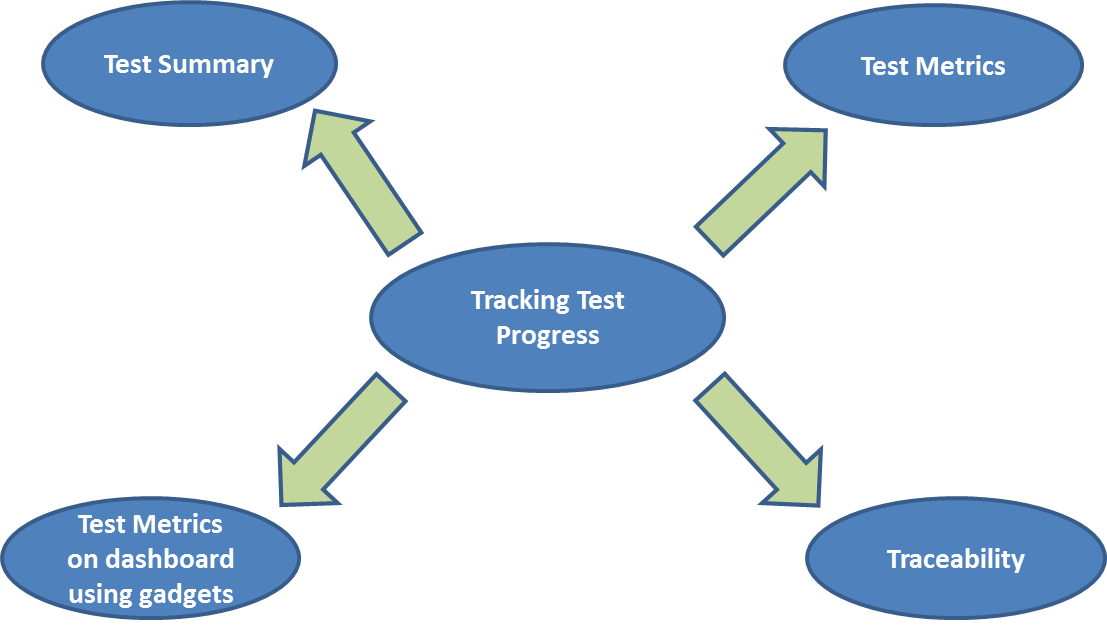 Test Summary
Test Metrics
Tracking Test
Progress
Test Metrics
on dashboard
using gadgets
Traceability